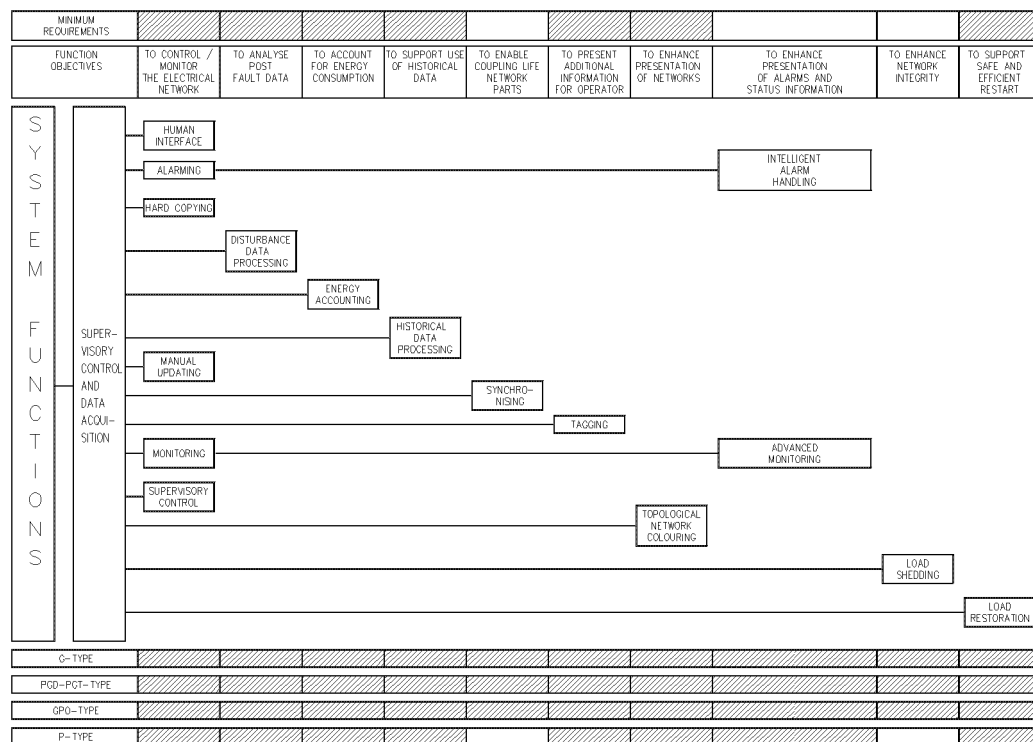 MINIMUM
REQUIREMENTS
FUNCTION
OBJECTIVES
TO CONTROL /
MONITOR
THE ELECTRICAL
NETWORK
TO ANALYSE
POST
FAULT DATA
TO ACCOUNT
FOR ENERGY
CONSUMPTION
TO SUPPORT USE
OF HISTORICAL
DATA
TO ENABLE
COUPLING LIFE
NETWORK
PARTS
TO PRESENT
ADDITIONAL
INFORMATION
FOR OPERATOR
TO ENHANCE
PRESENTATION
OF NETWORKS
TO ENHANCE
PRESENTATION
OF ALARMS AND
STATUS INFORMATION
TO ENHANCE
NETWORK
INTEGRITY
TO SUPPORT
SAFE AND
EFFICIENT
RESTART
SYSTEM FUNCTIONS
SUPER-
VISORY
CONTROL
AND
DATA
ACQUI-
SITION
HUMAN
INTERFACE
ALARMING
INTELLIGENT
ALARM
HANDLING
HARD COPYING
DISTURBANCE
DATA
PROCESSING
ENERGY
ACCOUNTING
HISTORICAL
DATA
PROCESSING
MANUAL
UPDATING
SYNCHRO-
NISING
TAGGING
MONITORING
ADVANCED
MONITORING
SUPERVISORY
CONTROL
TOPOLOGICAL
NETWORK
COLOURING
LOAD
SHEDDING
LOAD
RESTORATION
G-TYPE
PGD-PGT-TYPE
GPO-TYPE
P-TYPE